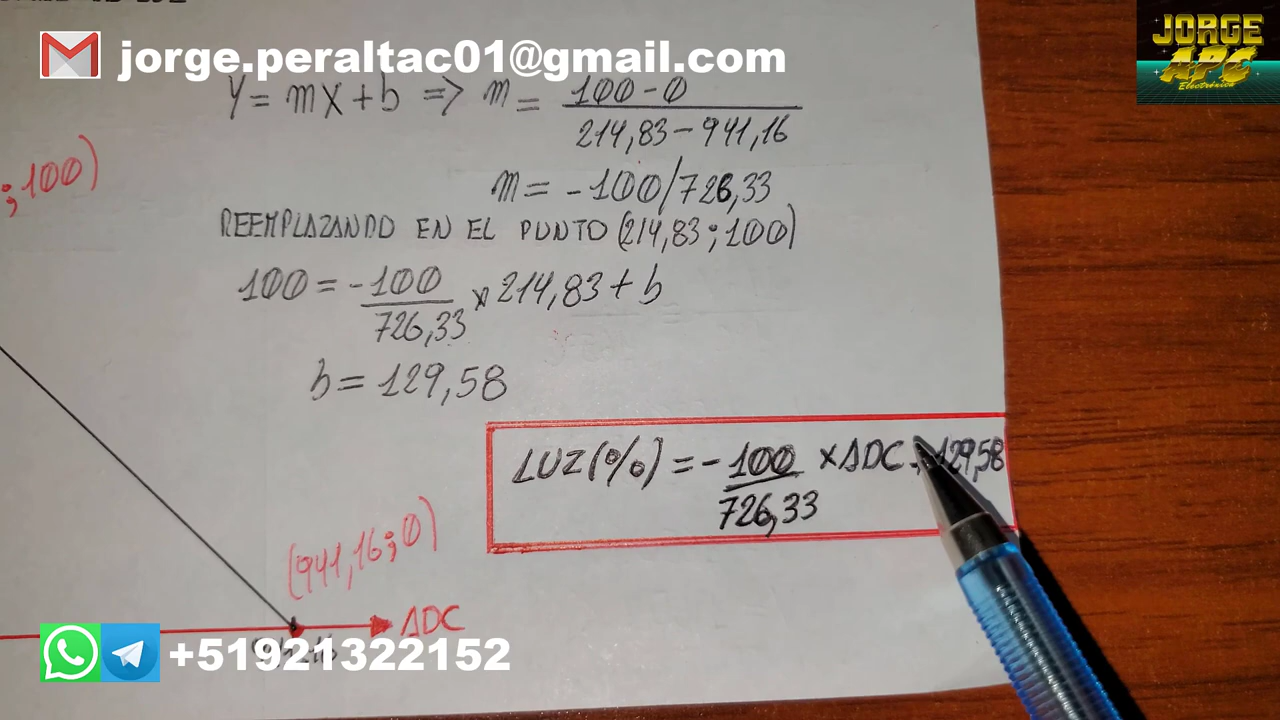 jorge.peraltac01@gmail.com
JORGE
APC
Electrónica
Y = mX + b => m = 100 - 0
214,83 - 941,16
;100)
m = -100/726,33
REEMPLAZANDO EN EL PUNTO (214,83;100)
100 = -100 x 214,83 + b
726,33
b = 129,58
LUZ(%) = -100 x ADC 129,58
726,33
(941,16;0)
ADC
+51921322152